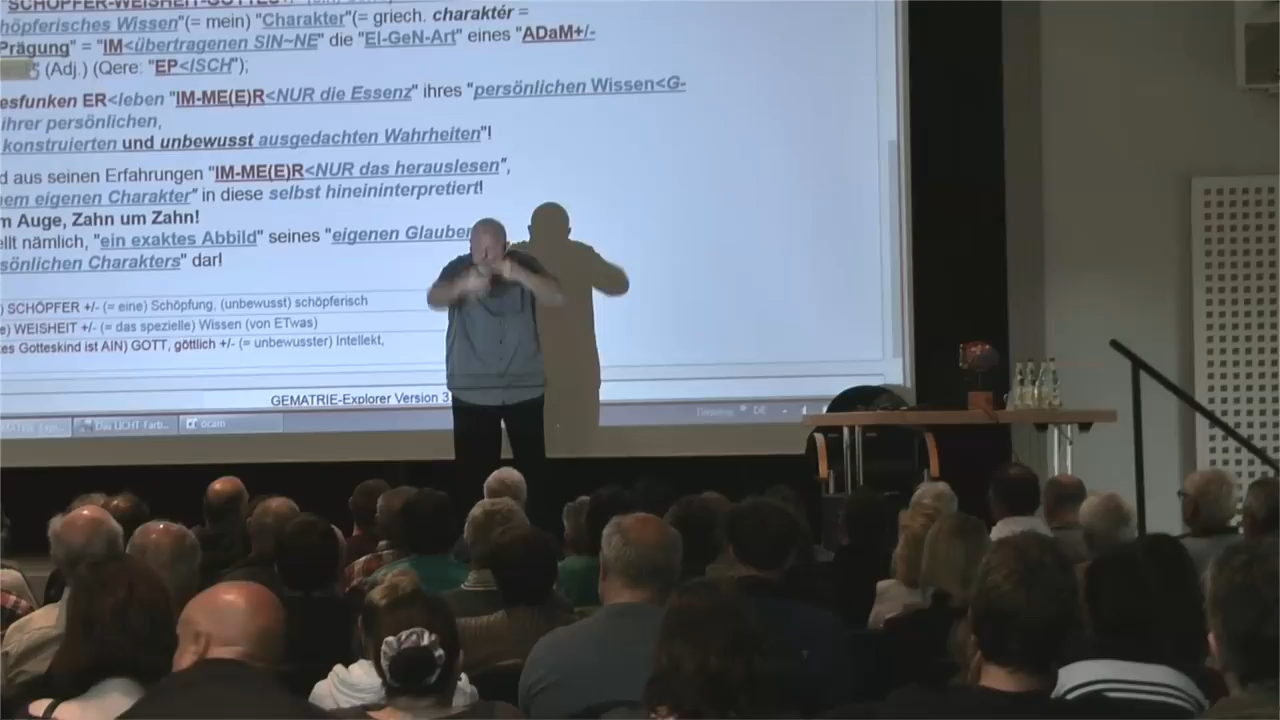 "SCHÖPFER-WEISHEIT-GOTTES"
höpferisches Wissen"(= mein) "Charakter"(= griech. charaktér =
Prägung" = "IM<übertragenen SIN~NE" die "EI-GeN-Art" eines "ADaM+/-
(Adj.) (Qere: "EP<ISCH");
esfunken ER<leben "IM-ME(E)R<NUR die Essenz" ihres "persönlichen Wissen<G-
ihrer persönlichen,
konstruierten und unbewusst ausgedachten Wahrheiten"!
d aus seinen Erfahrungen "IM-ME(E)R<NUR das herauslesen",
nem eigenen Charakter" in diese selbst hineininterpretiert!
m Auge, Zahn um Zahn!
ellt nämlich, "ein exaktes Abbild" seines "eigenen Glauben
sönlichen Charakters" dar!
) SCHÖPFER +/- (= eine) Schöpfung, (unbewusst) schöpferisch
e) WEISHEIT +/- (= das spezielle) Wissen (von ETwas)
es Gotteskind ist AIN) GOTT, göttlich +/- (= unbewusster) Intellekt,
GEMATRIE-Explorer Version 3
Das LICHT-Farb... ocam DE